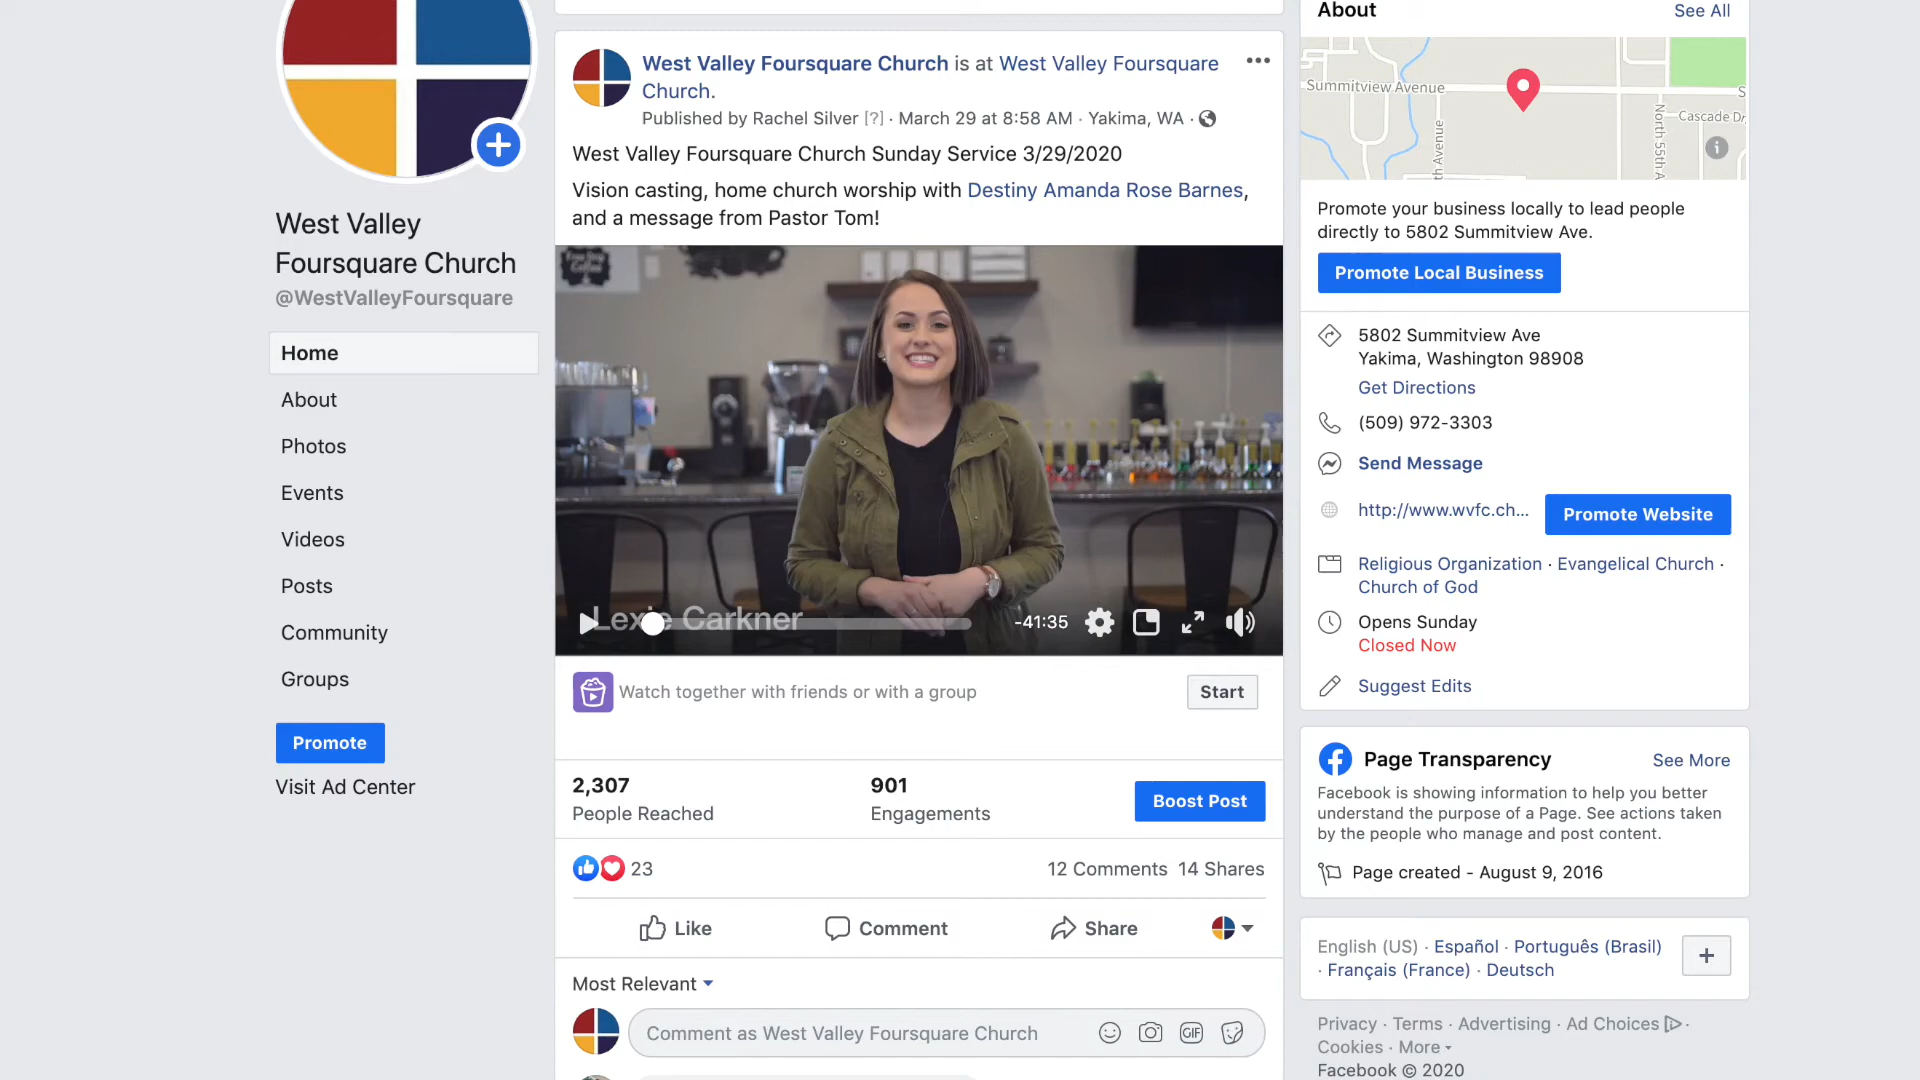 West Valley
Foursquare Church
@WestValleyFoursquare
Home
About
Photos
Events
Videos
Posts
Community
Groups
Promote
Visit Ad Center
West Valley Foursquare Church is at West Valley Foursquare
Church.
Published by Rachel Silver [?] · March 29 at 8:58 AM · Yakima, WA ·
West Valley Foursquare Church Sunday Service 3/29/2020
Vision casting, home church worship with Destiny Amanda Rose Barnes,
and a message from Pastor Tom!
Lexie Carkner
-41:35
Watch together with friends or with a group
Start
2,307
People Reached
901
Engagements
Boost Post
23
12 Comments 14 Shares
Like
Comment
Share
Most Relevant
Comment as West Valley Foursquare Church
GIF
About
See All
Summitview Avenue
S
th Avenue
North 55th A
Cascade Dr
Promote your business locally to lead people
directly to 5802 Summitview Ave.
Promote Local Business
5802 Summitview Ave
Yakima, Washington 98908
Get Directions
(509) 972-3303
Send Message
http://www.wvfc.ch...
Promote Website
Religious Organization · Evangelical Church ·
Church of God
Opens Sunday
Closed Now
Suggest Edits
Page Transparency
See More
Facebook is showing information to help you better
understand the purpose of a Page. See actions taken
by the people who manage and post content.
Page created - August 9, 2016
English (US) · Español · Português (Brasil)
· Français (France) · Deutsch
Privacy · Terms · Advertising · Ad Choices ·
Cookies · More
Facebook © 2020